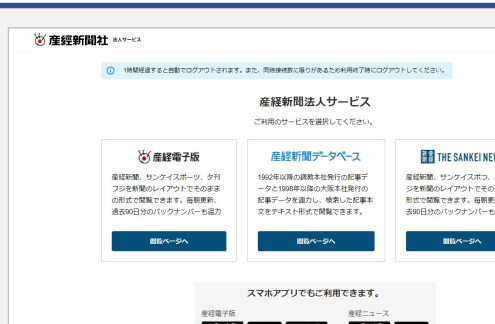 産経新聞社 法人サービス
1時間経過すると自動でログアウトされます。また、同時接続数に限りがあるため利用終了時にログアウトしてください。
産経新聞法人サービス
ご利用のサービスを選択してください。
産経電子版
産経新聞、サンケイスポーツ、夕刊
フジを新聞のレイアウトでそのまま
の形式で閲覧できます。毎朝更新、
過去90日分のバックナンバーも追力
閲覧ページへ
産経新聞データベース
1992年以降の東京本社発行の記事デ
ータと1998年以降の大阪本社発行の
記事データを追力し、検索した記事本
文をテキスト形式で閲覧できます。
閲覧ページへ
THE SANKEI NEW
産経新聞、サンケイスポーツ、
ジを新聞のレイアウトでその
形式で閲覧できます。毎朝更
去90日分のバックナンバーも
閲覧ページへ
スマホアプリでもご利用できます。
産経電子版
産経ニュース